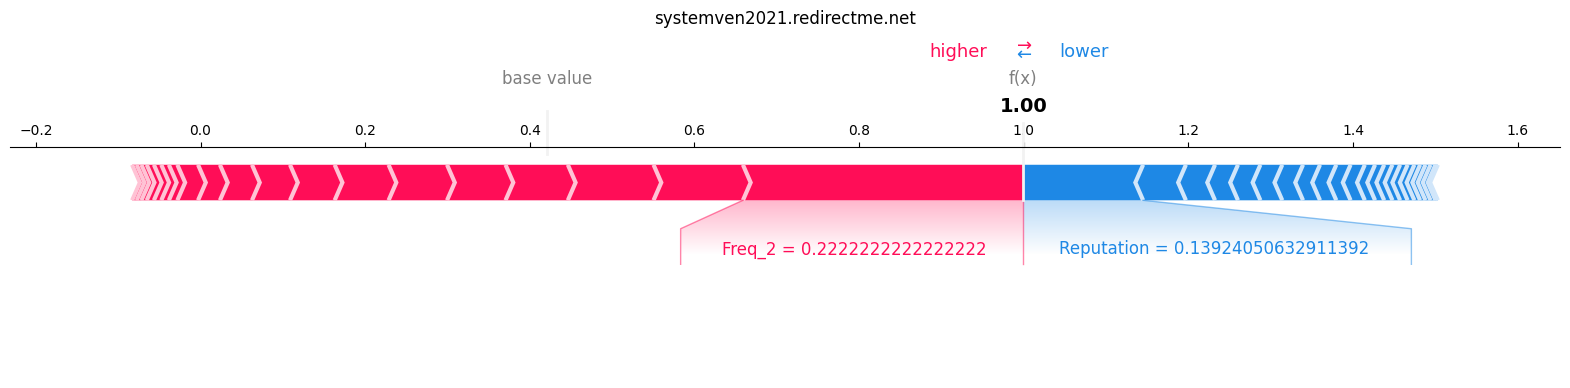 systemven2021.redirectme.net
higher ⇄ lower
base value f(x)
1.00
−0.2 0.0 0.2 0.4 0.6 0.8 1.0 1.2 1.4 1.6
Freq_2 = 0.2222222222222222 Reputation = 0.13924050632911392